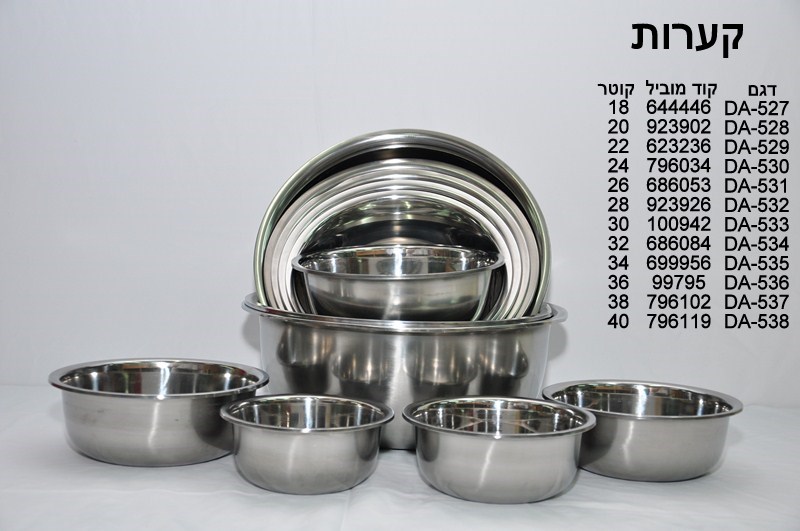 קערות
דגם קוד מוביל קוטר
DA-527 644446 18
DA-528 923902 20
DA-529 623236 22
DA-530 796034 24
DA-531 686053 26
DA-532 923926 28
DA-533 100942 30
DA-534 686084 32
DA-535 699956 34
DA-536 99795 36
DA-537 796102 38
DA-538 796119 40